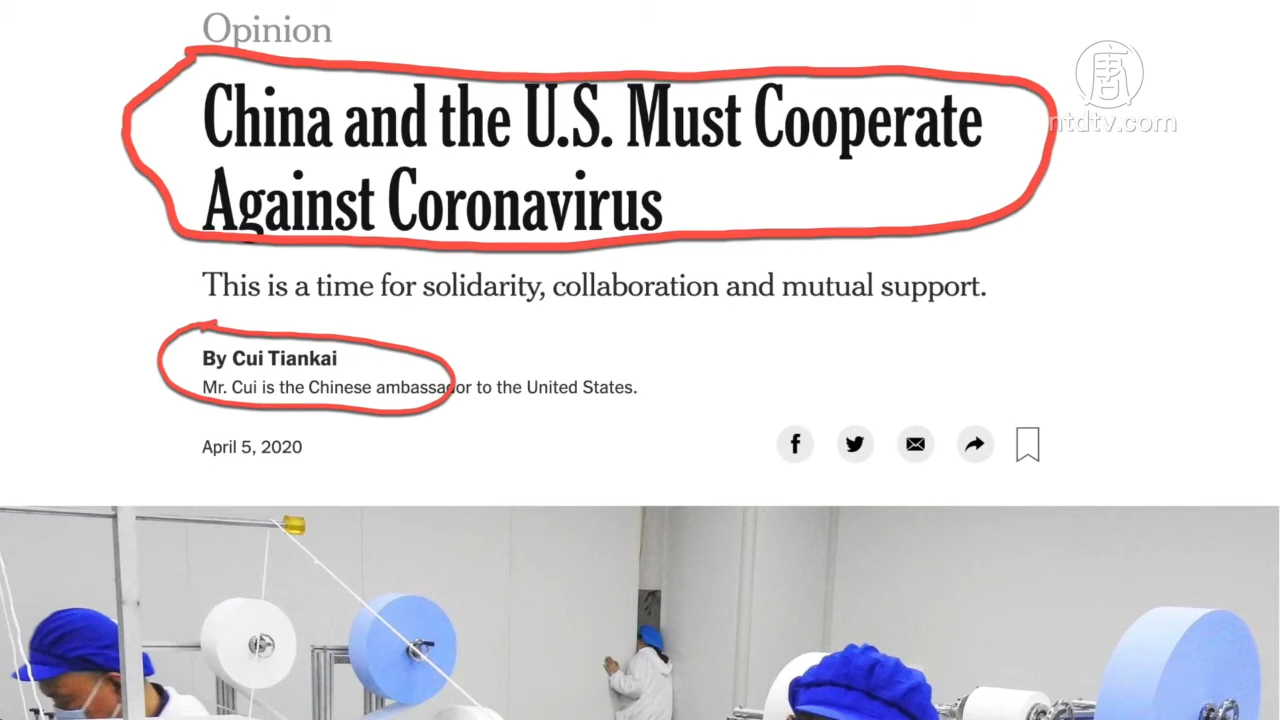 Opinion
唐
China and the U.S. Must Cooperate
ntdtv.com
Against Coronavirus
This is a time for solidarity, collaboration and mutual support.
By Cui Tiankai
Mr. Cui is the Chinese ambassador to the United States.
April 5, 2020